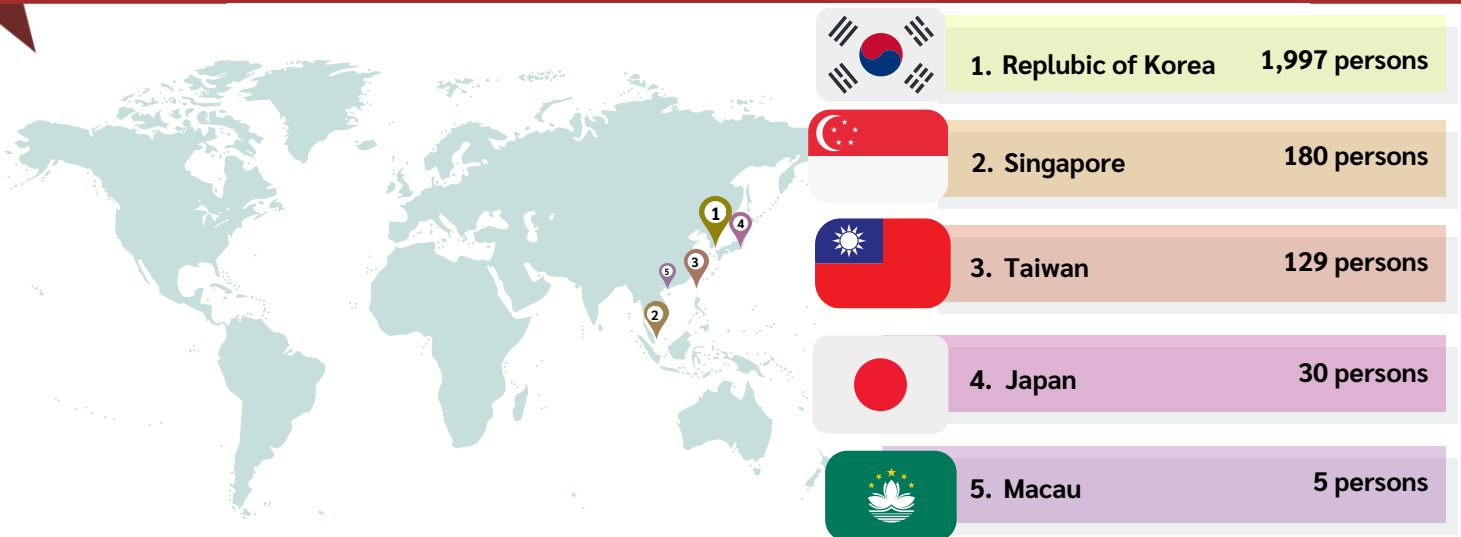 1. Replubic of Korea 1,997 persons
2. Singapore 180 persons
3. Taiwan 129 persons
4. Japan 30 persons
5. Macau 5 persons
1
4
3
5
2